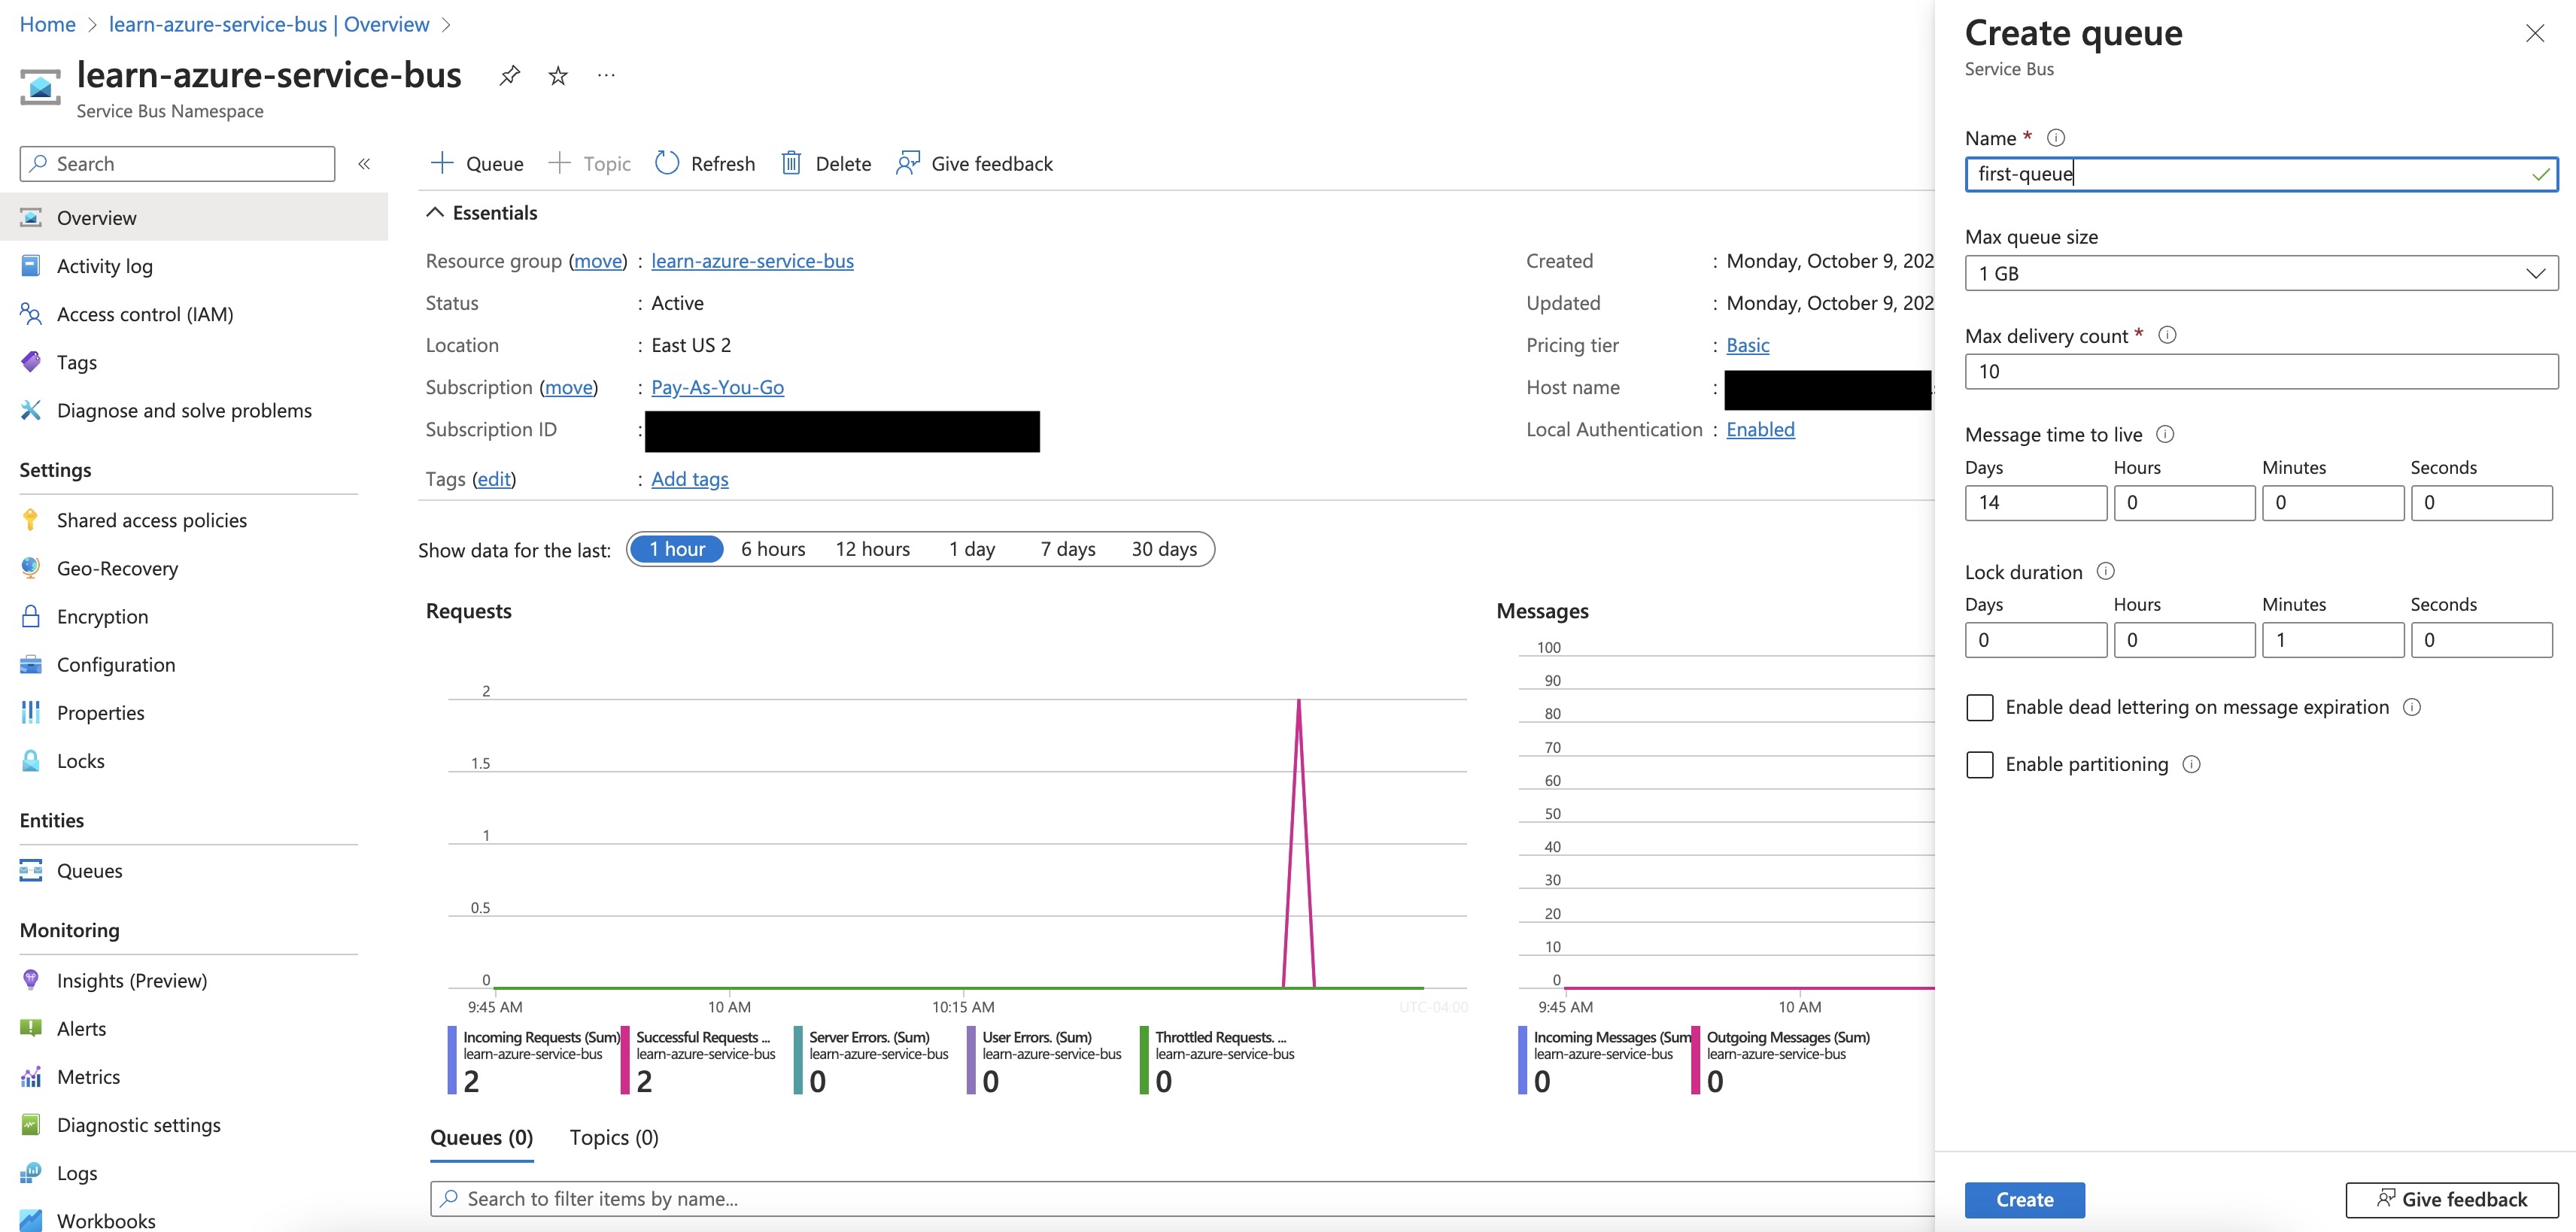 Home > learn-azure-service-bus | Overview >
learn-azure-service-bus ...
Service Bus Namespace
Search
«
Overview
Activity log
Access control (IAM)
Tags
Diagnose and solve problems
Settings
Shared access policies
Geo-Recovery
Encryption
Configuration
Properties
Locks
Entities
Queues
Monitoring
Insights (Preview)
Alerts
Metrics
Diagnostic settings
Logs
Workbooks
+ Queue + Topic Refresh Delete Give feedback
Essentials
Resource group (move) : learn-azure-service-bus
Status : Active
Location : East US 2
Subscription (move) : Pay-As-You-Go
Subscription ID :
Tags (edit) : Add tags
Created : Monday, October 9, 202
Updated : Monday, October 9, 202
Pricing tier : Basic
Host name :
Local Authentication : Enabled
Show data for the last: 1 hour 6 hours 12 hours 1 day 7 days 30 days
Requests
2
1.5
1
0.5
0
9:45 AM 10 AM 10:15 AM UTC-04:00
Incoming Requests (Sum)
learn-azure-service-bus
2
Successful Requests ...
learn-azure-service-bus
2
Server Errors. (Sum)
learn-azure-service-bus
0
User Errors. (Sum)
learn-azure-service-bus
0
Throttled Requests. ...
learn-azure-service-bus
0
Messages
100
90
80
70
60
50
40
30
20
10
0
9:45 AM 10 AM
Incoming Messages (Sum
learn-azure-service-bus
0
Outgoing Messages (Sum)
learn-azure-service-bus
0
Queues (0) Topics (0)
Search to filter items by name...
Create queue
Service Bus
Name *
first-queue
Max queue size
1 GB
Max delivery count *
10
Message time to live
Days Hours Minutes Seconds
14 0 0 0
Lock duration
Days Hours Minutes Seconds
0 0 1 0
Enable dead lettering on message expiration
Enable partitioning
Create Give feedback